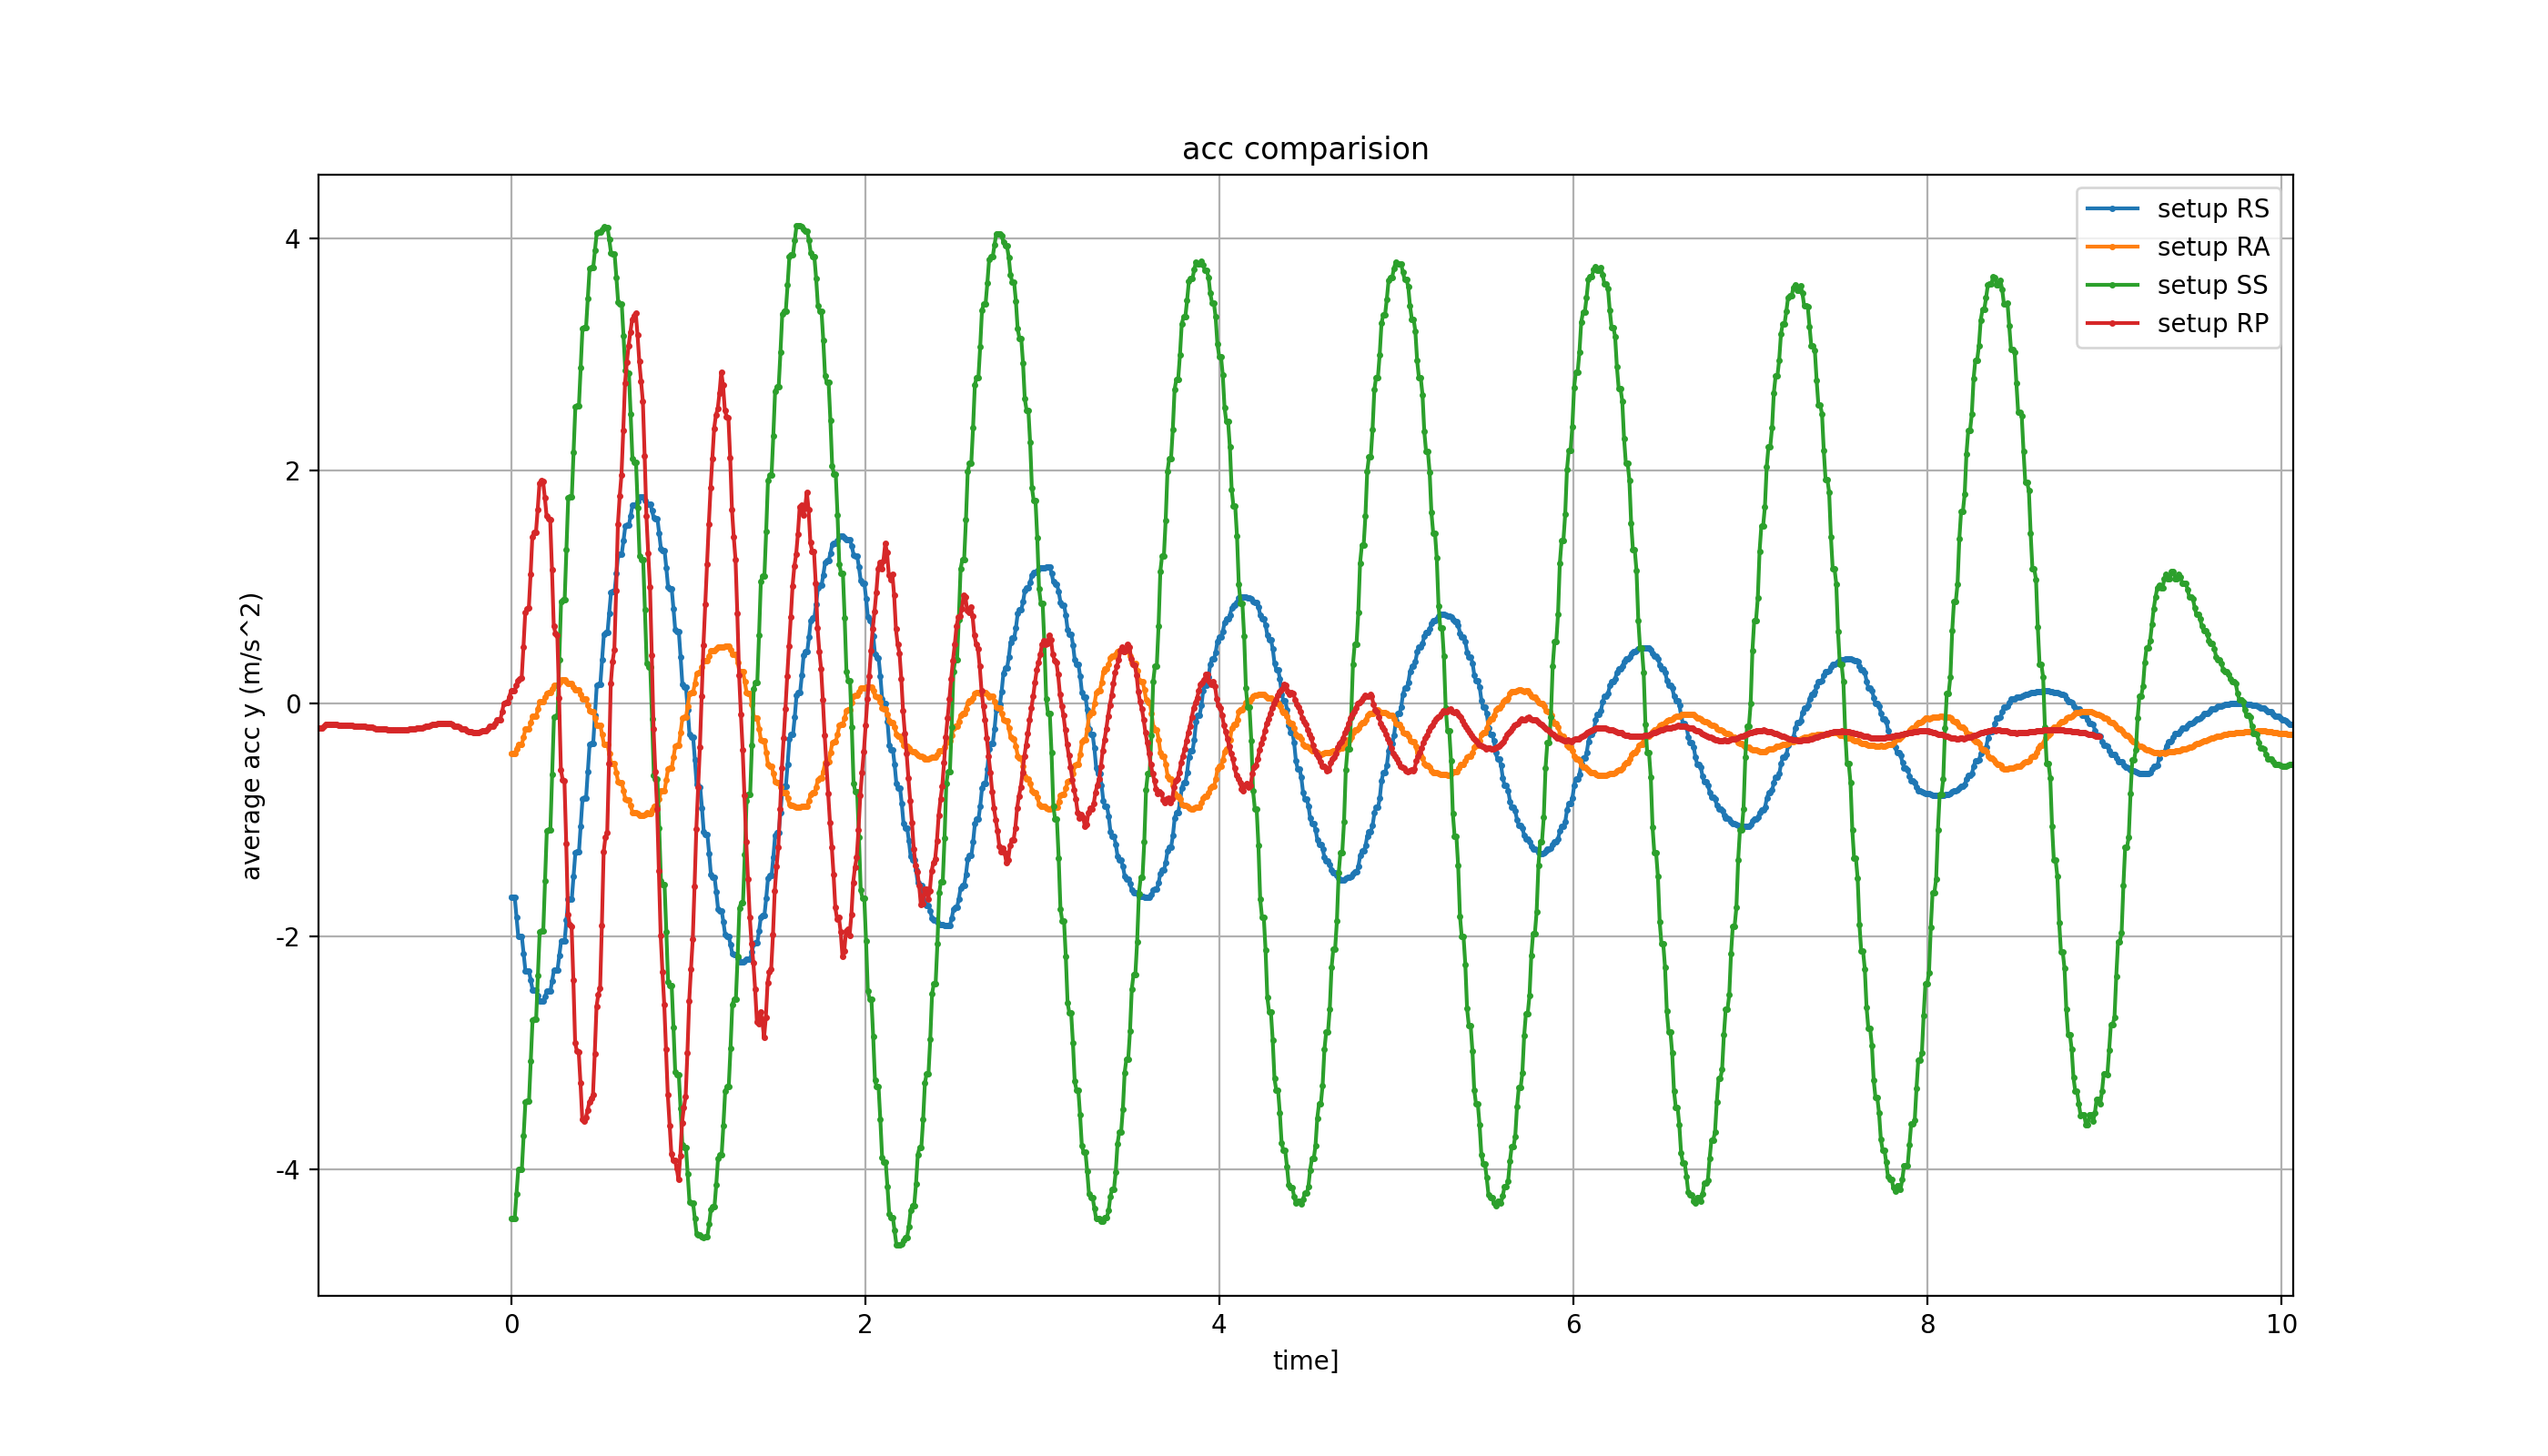 acc comparision
setup RS
setup RA
setup SS
setup RP
average acc y (m/s^2)
4
2
0
-2
-4
0 2 4 6 8 10
time]